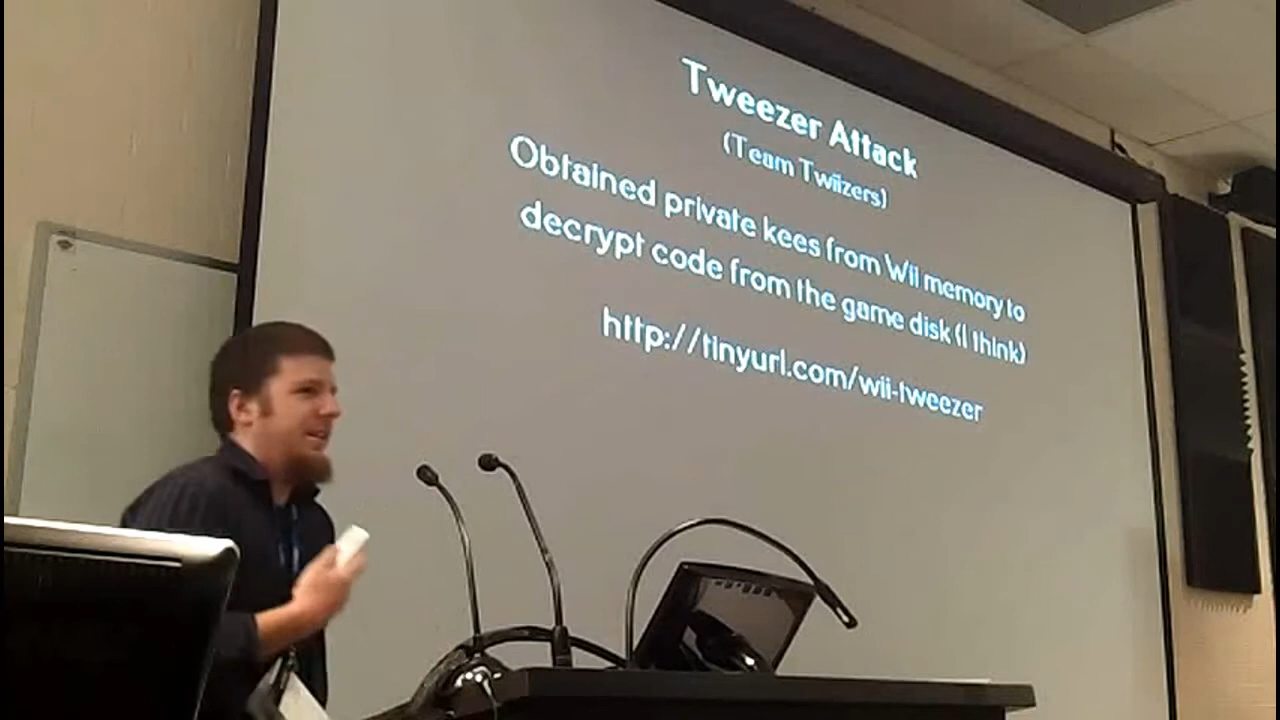 Tweezer Attack
(Team Twiizers)
Obtained private kees from Wii memory to
decrypt code from the game disk (I think)
http://tinyurl.com/wii-tweezer